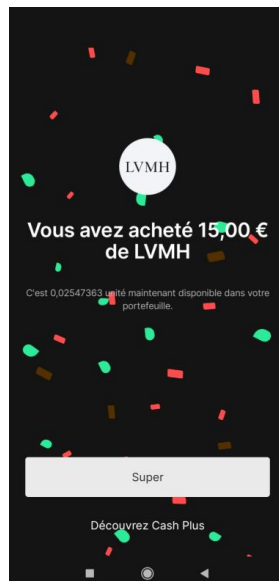 LVMH
Vous avez acheté 15,00 €
de LVMH
C'est 0,02547363 unité maintenant disponible dans votre
portefeuille.
Super
Découvrez Cash Plus